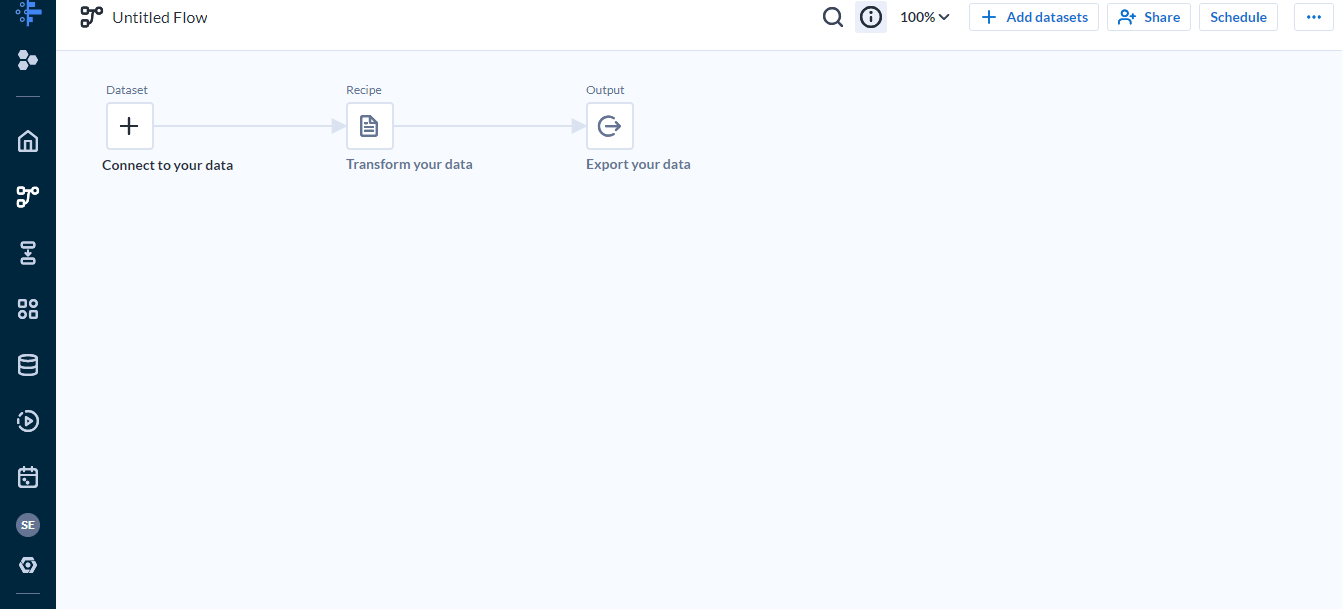 Untitled Flow
100%
Add datasets
Share
Schedule
Dataset
Recipe
Output
Connect to your data
Transform your data
Export your data
SE